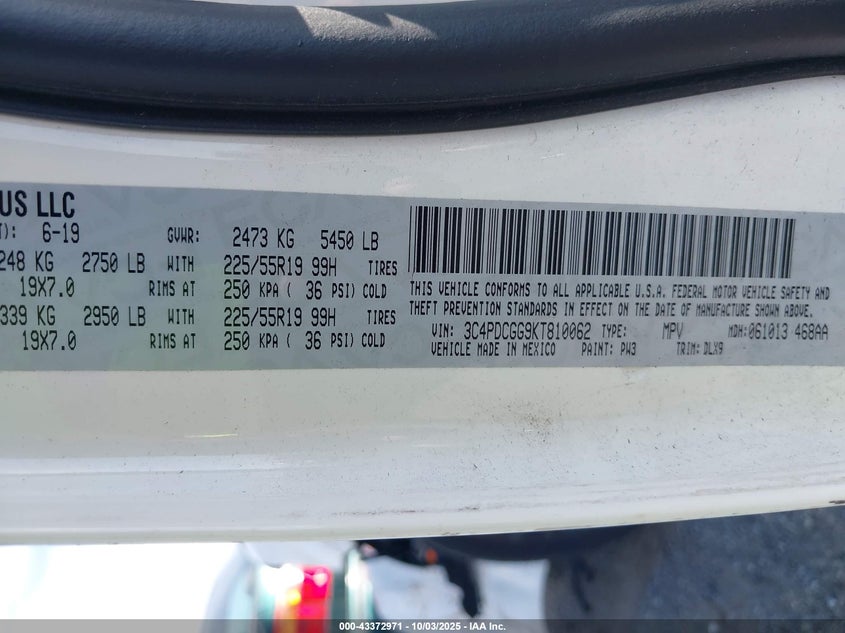 US LLC
T): 6-19 GVWR: 2473 KG 5450 LB
248 KG 2750 LB WITH 225/55R19 99H TIRES
19X7.0 RIMS AT 250 KPA ( 36 PSI) COLD
339 KG 2950 LB WITH 225/55R19 99H TIRES
19X7.0 RIMS AT 250 KPA ( 36 PSI) COLD
THIS VEHICLE CONFORMS TO ALL APPLICABLE U.S.A. FEDERAL MOTOR VEHICLE SAFETY AND
THEFT PREVENTION STANDARDS IN EFFECT ON THE DATE OF MANUFACTURE SHOWN ABOVE.
VIN: 3C4PDCGG9KT810062 TYPE: MPV MDH: 061013 468AA
VEHICLE MADE IN MEXICO PAINT: PW3 TRIM: DLX9
000-43372971 - 10/03/2025 - IAA Inc.